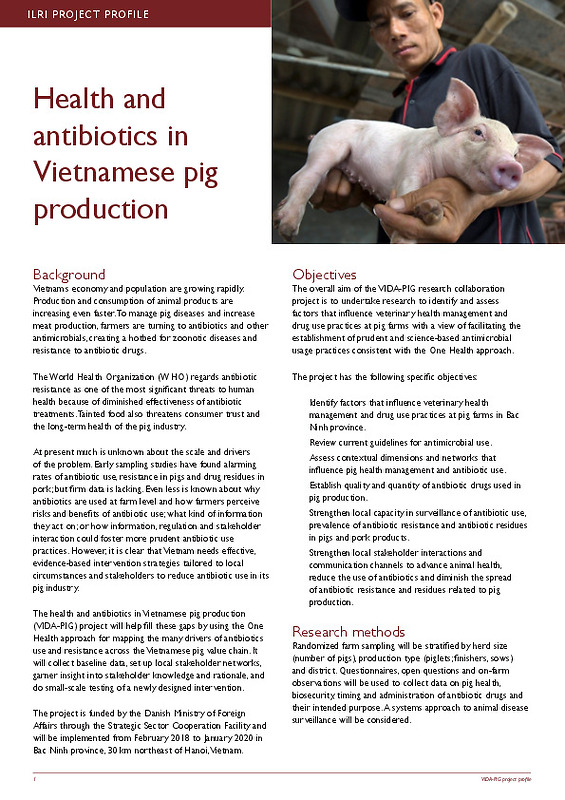 ILRI PROJECT PROFILE
Health and
antibiotics in
Vietnamese pig
production
Background
Vietnam's economy and population are growing rapidly.
Production and consumption of animal products are
increasing even faster. To manage pig diseases and increase
meat production, farmers are turning to antibiotics and other
antimicrobials, creating a hotbed for zoonotic diseases and
resistance to antibiotic drugs.
The World Health Organization (WHO) regards antibiotic
resistance as one of the most significant threats to human
health because of diminished effectiveness of antibiotic
treatments. Tainted food also threatens consumer trust and
the long-term health of the pig industry.
At present much is unknown about the scale and drivers
of the problem. Early sampling studies have found alarming
rates of antibiotic use, resistance in pigs and drug residues in
pork; but firm data is lacking. Even less is known about why
antibiotics are used at farm level and how farmers perceive
risks and benefits of antibiotic use; what kind of information
they act on; or how information, regulation and stakeholder
interaction could foster more prudent antibiotic use
practices. However, it is clear that Vietnam needs effective,
evidence-based intervention strategies tailored to local
circumstances and stakeholders to reduce antibiotic use in its
pig industry.
The health and antibiotics in Vietnamese pig production
(VIDA-PIG) project will help fill these gaps by using the One
Health approach for mapping the many drivers of antibiotics
use and resistance across the Vietnamese pig value chain. It
will collect baseline data, set up local stakeholder networks,
garner insight into stakeholder knowledge and rationale, and
do small-scale testing of a newly designed intervention.
The project is funded by the Danish Ministry of Foreign
Affairs through the Strategic Sector Cooperation Facility and
will be implemented from February 2018 to January 2020 in
Bac Ninh province, 30 km northeast of Hanoi, Vietnam.
Objectives
The overall aim of the VIDA-PIG research collaboration
project is to undertake research to identify and assess
factors that influence veterinary health management and
drug use practices at pig farms with a view of facilitating the
establishment of prudent and science-based antimicrobial
usage practices consistent with the One Health approach.
The project has the following specific objectives:
Identify factors that influence veterinary health
management and drug use practices at pig farms in Bac
Ninh province.
Review current guidelines for antimicrobial use.
Assess contextual dimensions and networks that
influence pig health management and antibiotic use.
Establish quality and quantity of antibiotic drugs used in
pig production.
Strengthen local capacity in surveillance of antibiotic use,
prevalence of antibiotic resistance and antibiotic residues
in pigs and pork products.
Strengthen local stakeholder interactions and
communication channels to advance animal health,
reduce the use of antibiotics and diminish the spread
of antibiotic resistance and residues related to pig
production.
Research methods
Randomized farm sampling will be stratified by herd size
(number of pigs), production type (piglets; finishers, sows)
and district. Questionnaires, open questions and on-farm
observations will be used to collect data on pig health,
biosecurity, timing and administration of antibiotic drugs and
their intended purpose. A systems approach to animal disease
surveillance will be considered.
1
VIDA-PIG project profile